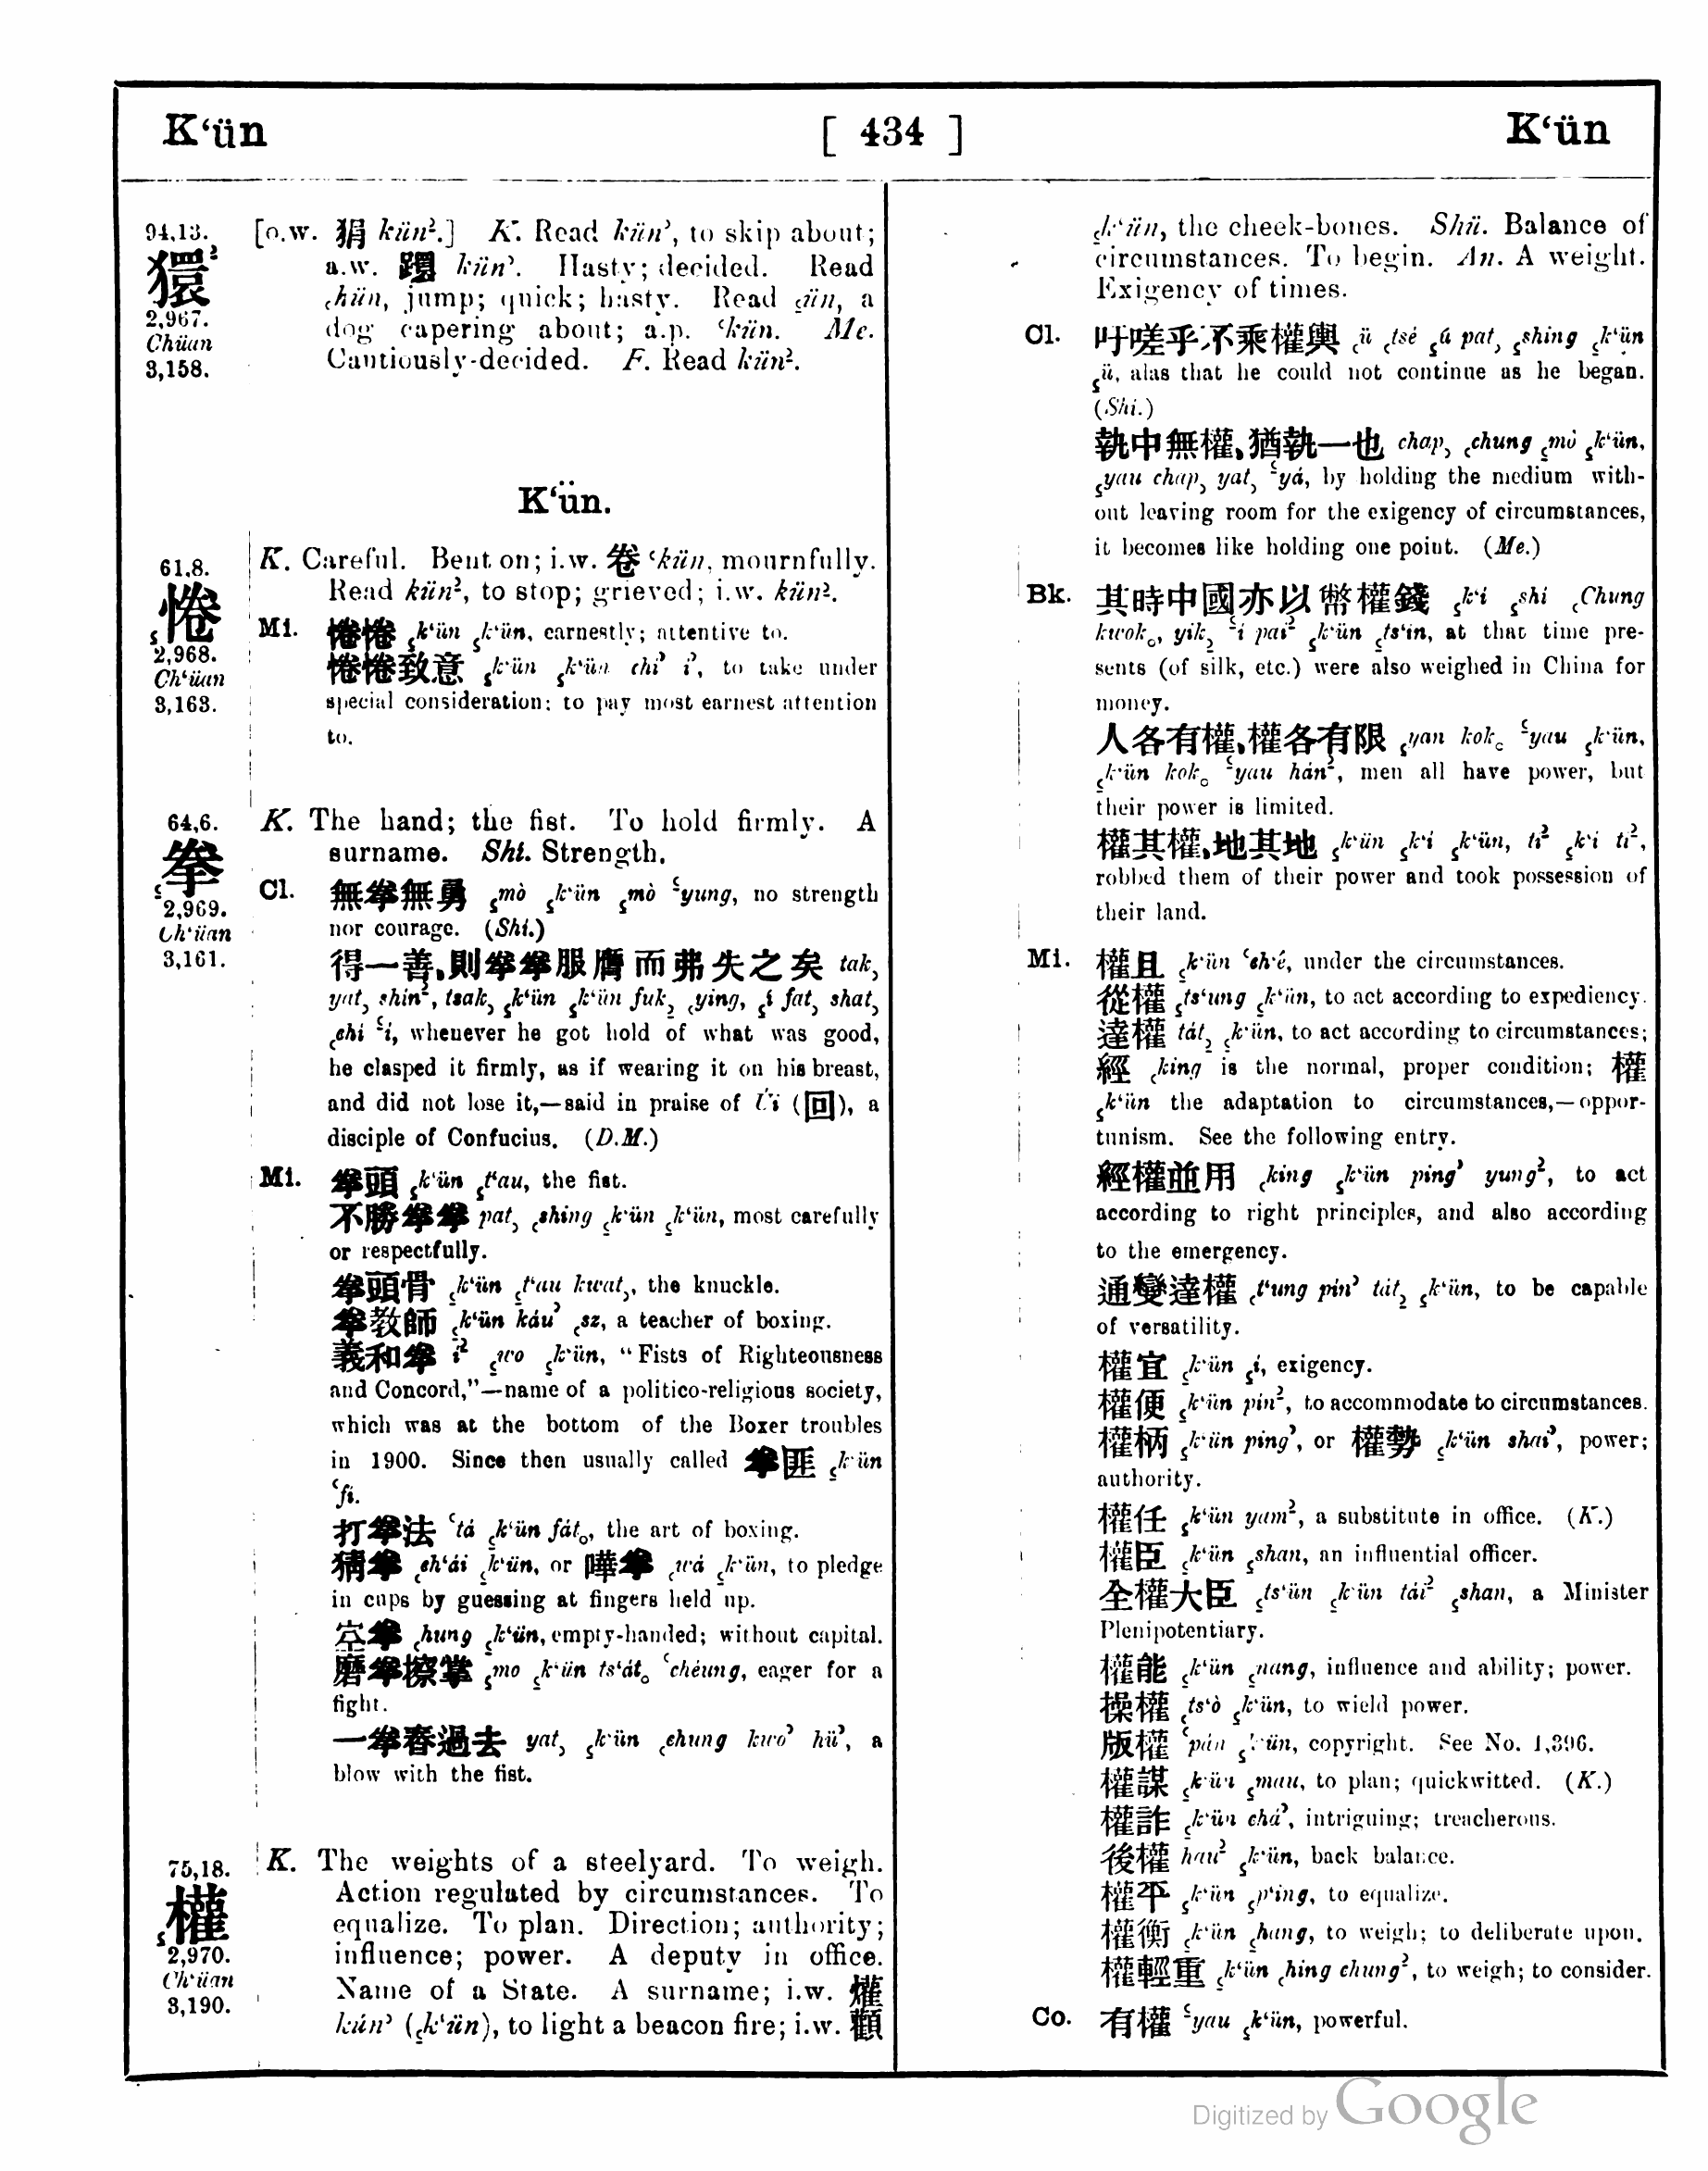 K‘ün [ 434 ] K‘ün
94,13.
獧²
2,967.
Chüan
3,158.
[o.w. 狷 kün².] K. Read kün᾽, to skip about;
a.w. 躅 kün᾽. Hasty; decided. Read
꜀hün, jump; quick; hasty. Read ꜁ün, a
dog capering about; a.p. ‘kün. Me.
Cautiously-decided. F. Read kün².
K‘ün.
61,8.
꜁惓
2,968.
Ch‘üan
3,163.
K. Careful. Bent on; i.w. 卷 ‘kün, mournfully.
Read kün², to stop; grieved; i.w. kün².
Mi. 惓惓 ꜁k‘ün ꜁k‘ün, earnestly; attentive to.
惓惓致意 ꜁k‘ün ꜁k‘ün chi᾽ i᾽, to take under
special consideration; to pay most earnest attention
to.
64,6.
꜁拳
2,969.
Ch‘üan
3,161.
K. The hand; the fist. To hold firmly. A
surname. Shi. Strength.
Cl. 無拳無勇 ꜁mò ꜁k‘ün ꜁mò ꜃yung, no strength
nor courage. (Shi.)
得一善、則拳拳服膺而弗失之矣 tak꜆
yat꜆ shin², tsak꜆ ꜁k‘ün ꜁k‘ün fuk꜇ ꜀ying, ꜁i fat꜆ shat꜆
꜀chi ꜃i, whenever he got hold of what was good,
he clasped it firmly, as if wearing it on his breast,
and did not lose it,—said in praise of Úi (回), a
disciple of Confucius. (D.M.)
Mi. 拳頭 ꜁k‘ün ꜁t‘au, the fist.
不勝拳拳 pat꜆ ꜀shing ꜁k‘ün ꜁k‘ün, most carefully
or respectfully.
拳頭骨 ꜁k‘ün ꜁t‘au kwat꜆, the knuckle.
拳教師 ꜁k‘ün káu᾽ ꜀sz, a teacher of boxing.
義和拳 i² ꜁wo ꜁k‘ün, “Fists of Righteousness
and Concord,”—name of a politico-religious society,
which was at the bottom of the Boxer troubles
in 1900. Since then usually called 拳匪 ꜁k‘ün
‘fi.
打拳法 ‘tá ꜁k‘ün fát꜀, the art of boxing.
猜拳 ꜀ch‘ái ꜁k‘ün, or 嘩拳 ꜀wá ꜁k‘ün, to pledge
in cups by guessing at fingers held up.
空拳 ꜀hung ꜁k‘ün, empty-handed; without capital.
磨拳擦掌 ꜁mo ꜁k‘ün ts‘át꜀ ‘chéung, eager for a
fight.
一拳舂過去 yat꜆ ꜁k‘ün ꜀chung kwo᾽ hü᾽, a
blow with the fist.
75,18.
꜁權
2,970.
Ch‘üan
3,190.
K. The weights of a steelyard. To weigh.
Action regulated by circumstances. To
equalize. To plan. Direction; authority;
influence; power. A deputy in office.
Name of a State. A surname; i.w. 爟
kún᾽ (꜁k‘ün), to light a beacon fire; i.w. 顴
꜁k‘ün, the cheek-bones. Shü. Balance of
circumstances. To begin. An. A weight.
Exigency of times.
Cl. 吁嗟乎不乘權輿 ꜀ü ꜀tsé ꜁ú pat꜆ ꜁shing ꜁k‘ün
꜁ü, alas that he could not continue as he began.
(Shi.)
執中無權、猶執一也 chap꜆ ꜀chung ꜁mò ꜁k‘ün,
꜁yau chap꜆ yat꜆ ꜃yá, by holding the medium with-
out leaving room for the exigency of circumstances,
it becomes like holding one point. (Me.)
Bk. 其時中國亦以幣權錢 ꜁k‘i ꜁shi ꜀Chung
kwok꜀, yik꜇ ꜃i pai² ꜁k‘ün ꜁ts‘in, at that time pre-
sents (of silk, etc.) were also weighed in China for
money.
人各有權、權各有限 ꜁yan kok꜀ ꜃yau ꜁k‘ün,
꜁k‘ün kok꜀ ꜃yau hán², men all have power, but
their power is limited.
權其權、地其地 ꜁k‘ün ꜁k‘i ꜁k‘ün, ti² ꜁k‘i ti²,
robbed them of their power and took possession of
their land.
Mi. 權且 ꜁k‘ün ‘ch‘é, under the circumstances.
從權 ꜁ts‘ung ꜁k‘ün, to act according to expediency.
達權 tát꜇ ꜁k‘ün, to act according to circumstances;
經 ꜀king is the normal, proper condition; 權
꜁k‘ün the adaptation to circumstances,—oppor-
tunism. See the following entry.
經權並用 ꜀king ꜁k‘ün ping᾽ yung², to act
according to right principles, and also according
to the emergency.
通變達權 ꜀t‘ung pín᾽ tát꜇ ꜁k‘ün, to be capable
of versatility.
權宜 ꜁k‘ün ꜁i, exigency.
權便 ꜁k‘ün pín², to accommodate to circumstances.
權柄 ꜁k‘ün ping᾽, or 權勢 ꜁k‘ün shai᾽, power;
authority.
權任 ꜁k‘ün yam², a substitute in office. (K.)
權臣 ꜁k‘ün ꜁shan, an influential officer.
全權大臣 ꜁ts‘ün ꜁k‘ün tái² ꜁shan, a Minister
Plenipotentiary.
權能 ꜁k‘ün ꜁nang, influence and ability; power.
操權 ꜀ts‘ò ꜁k‘ün, to wield power.
版權 ‘pán ꜁k‘ün, copyright. See No. 1,396.
權謀 ꜁k‘ün ꜁mau, to plan; quickwitted. (K.)
權詐 ꜁k‘ün chá᾽, intriguing; treacherous.
後權 hau² ꜁k‘ün, back balance.
權平 ꜁k‘ün ꜁p‘ing, to equalize.
權衡 ꜁k‘ün ꜁hang, to weigh; to deliberate upon.
權輕重 ꜁k‘ün ꜀hing chung², to weigh; to consider.
Co. 有權 ꜃yau ꜁k‘ün, powerful.
Digitized by Google